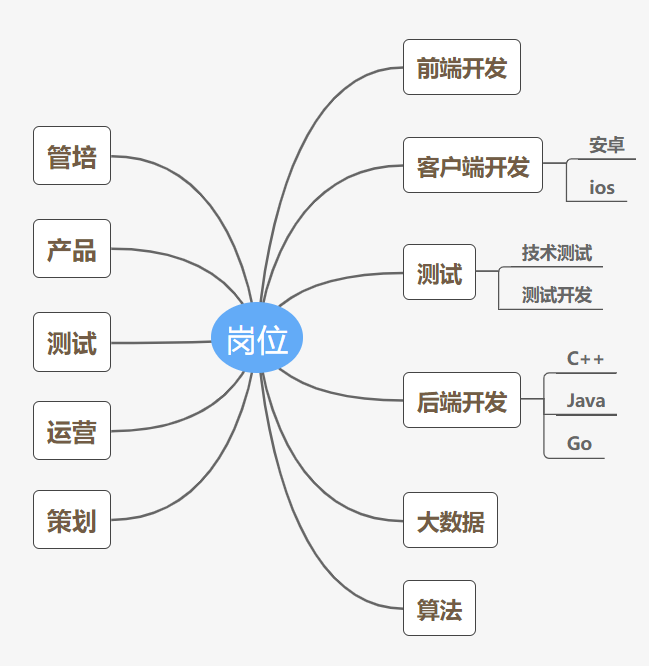 岗位
管培
产品
测试
运营
策划
前端开发
客户端开发
安卓
ios
测试
技术测试
测试开发
后端开发
C++
Java
Go
大数据
算法